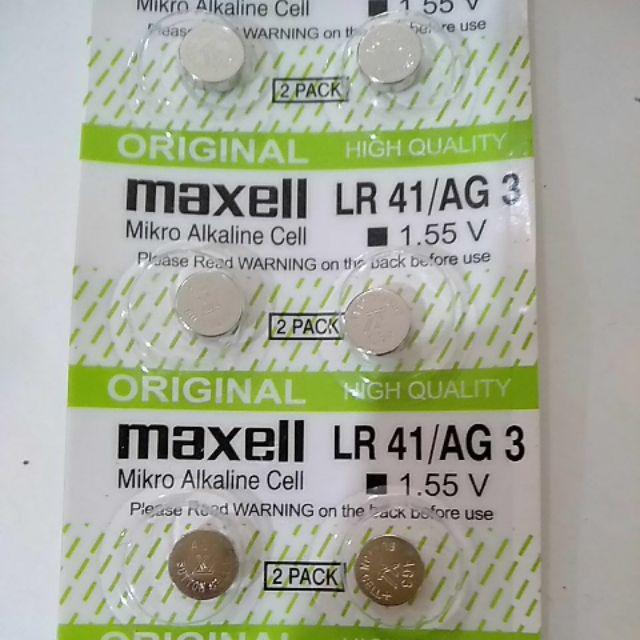 Mikro Alkaline Cell ■ 1.55 V
Please Read WARNING on the back before use
2 PACK
ORIGINAL HIGH QUALITY
maxell LR 41/AG 3
Mikro Alkaline Cell ■ 1.55 V
Please Read WARNING on the back before use
2 PACK
ORIGINAL HIGH QUALITY
maxell LR 41/AG 3
Mikro Alkaline Cell ■ 1.55 V
Please Read WARNING on the back before use
2 PACK
ORIGINAL HIGH QUALITY